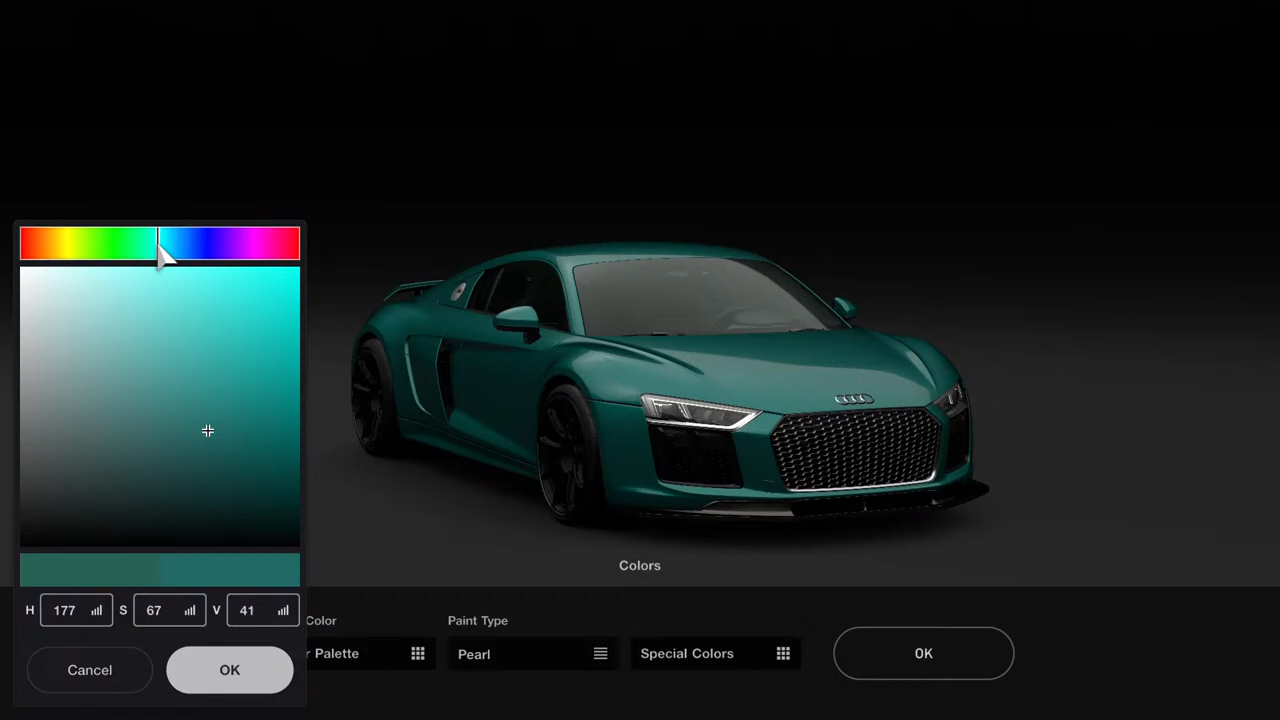 Colors
H 177 S 67 V 41
Color
Paint Type
r Palette
Pearl
Special Colors
OK
Cancel
OK